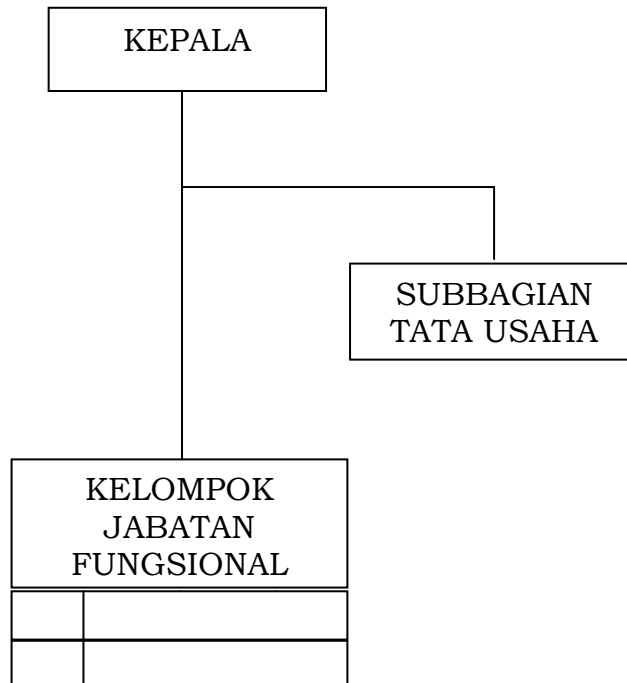 KEPALA
SUBBAGIAN
TATA USAHA
KELOMPOK
JABATAN
FUNGSIONAL